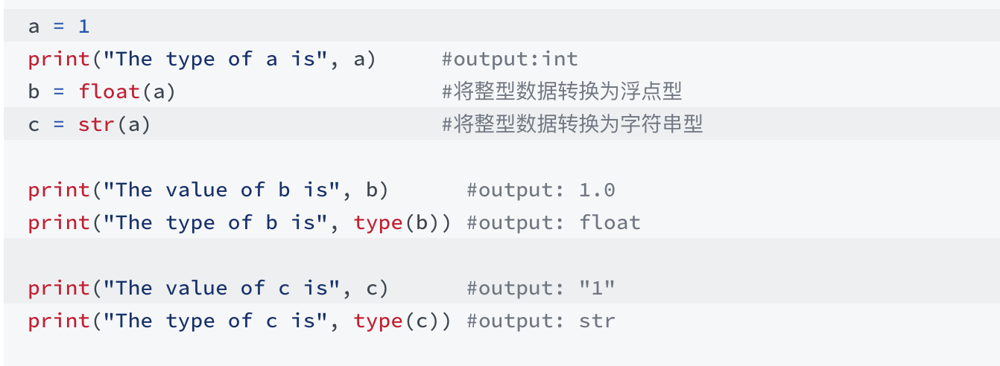 a = 1
print("The type of a is", a)     #output:int
b = float(a)                     #将整型数据转换为浮点型
c = str(a)                       #将整型数据转换为字符串型
print("The value of b is", b)      #output: 1.0
print("The type of b is", type(b)) #output: float
print("The value of c is", c)      #output: "1"
print("The type of c is", type(c)) #output: str